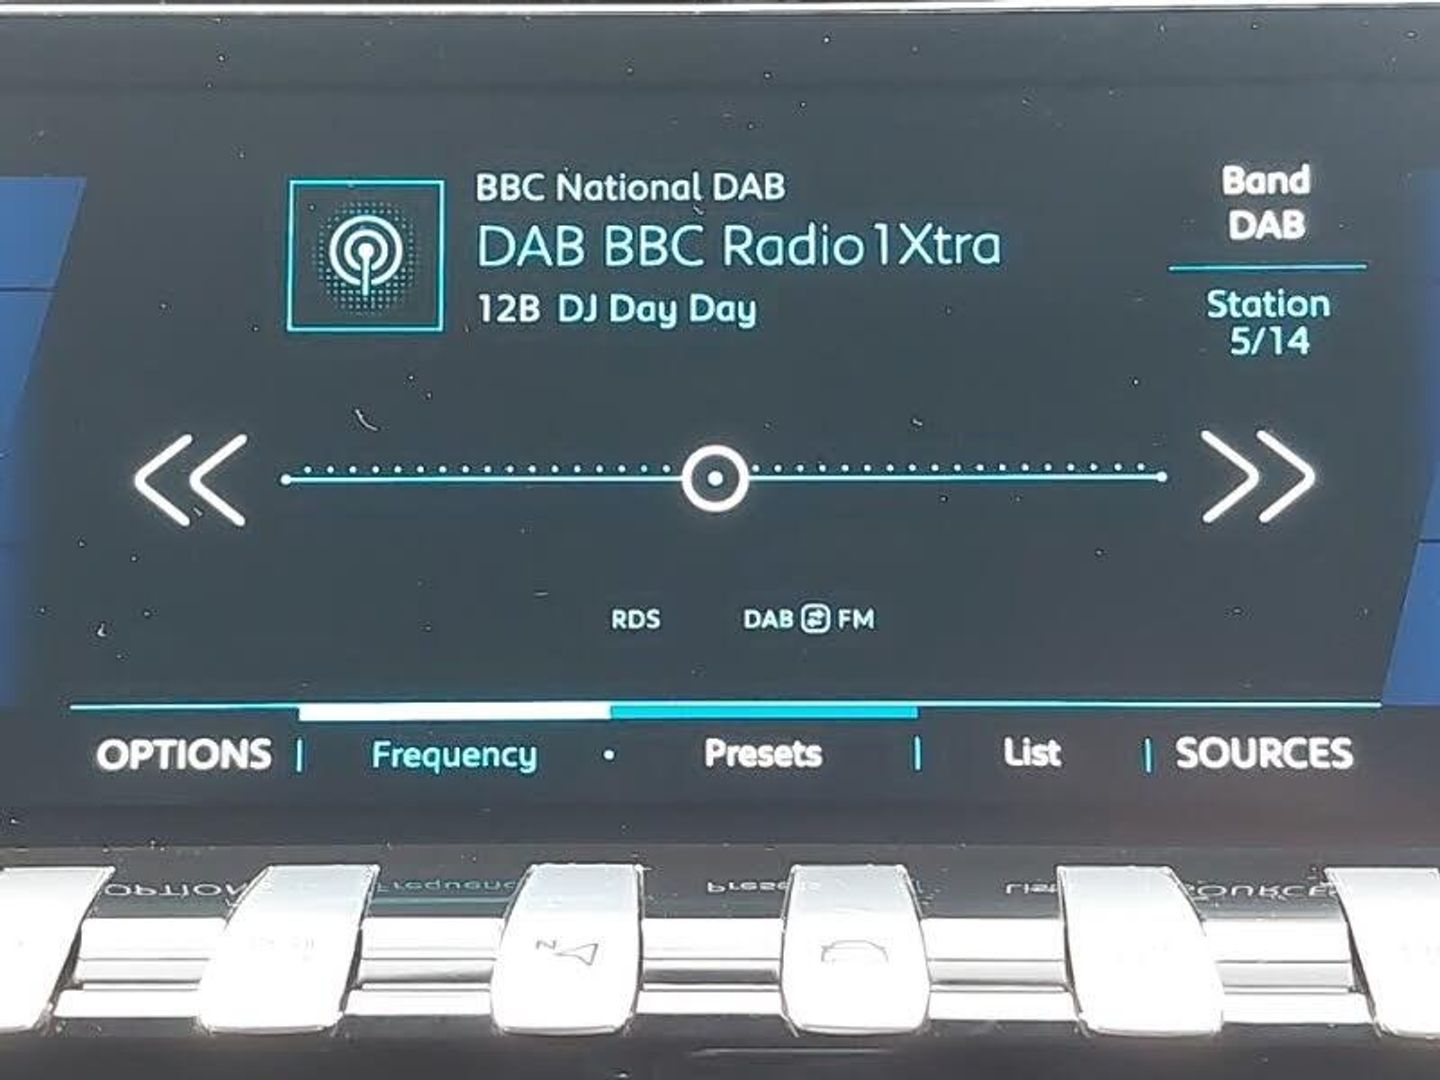 BBC National DAB
DAB BBC Radio 1Xtra
12B DJ Day Day
Band
DAB
Station
5/14
RDS DAB FM
OPTIONS | Frequency • Presets | List | SOURCES
N